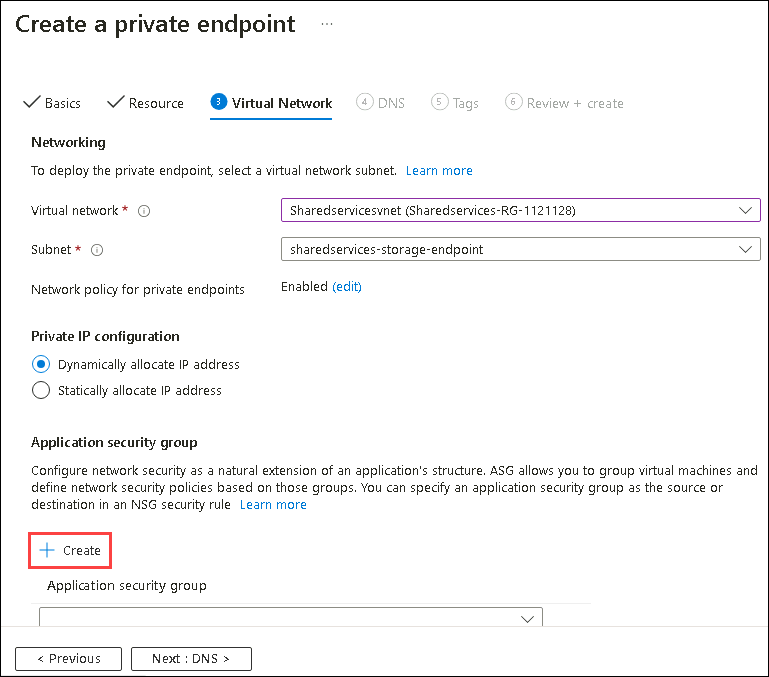 Create a private endpoint ...
Basics Resource 3 Virtual Network 4 DNS 5 Tags 6 Review + create
Networking
To deploy the private endpoint, select a virtual network subnet. Learn more
Virtual network *
Sharedservicesvnet (Sharedservices-RG-1121128)
Subnet *
sharedservices-storage-endpoint
Network policy for private endpoints
Enabled (edit)
Private IP configuration
Dynamically allocate IP address
Statically allocate IP address
Application security group
Configure network security as a natural extension of an application's structure. ASG allows you to group virtual machines and
define network security policies based on those groups. You can specify an application security group as the source or
destination in an NSG security rule Learn more
+ Create
Application security group
< Previous
Next : DNS >